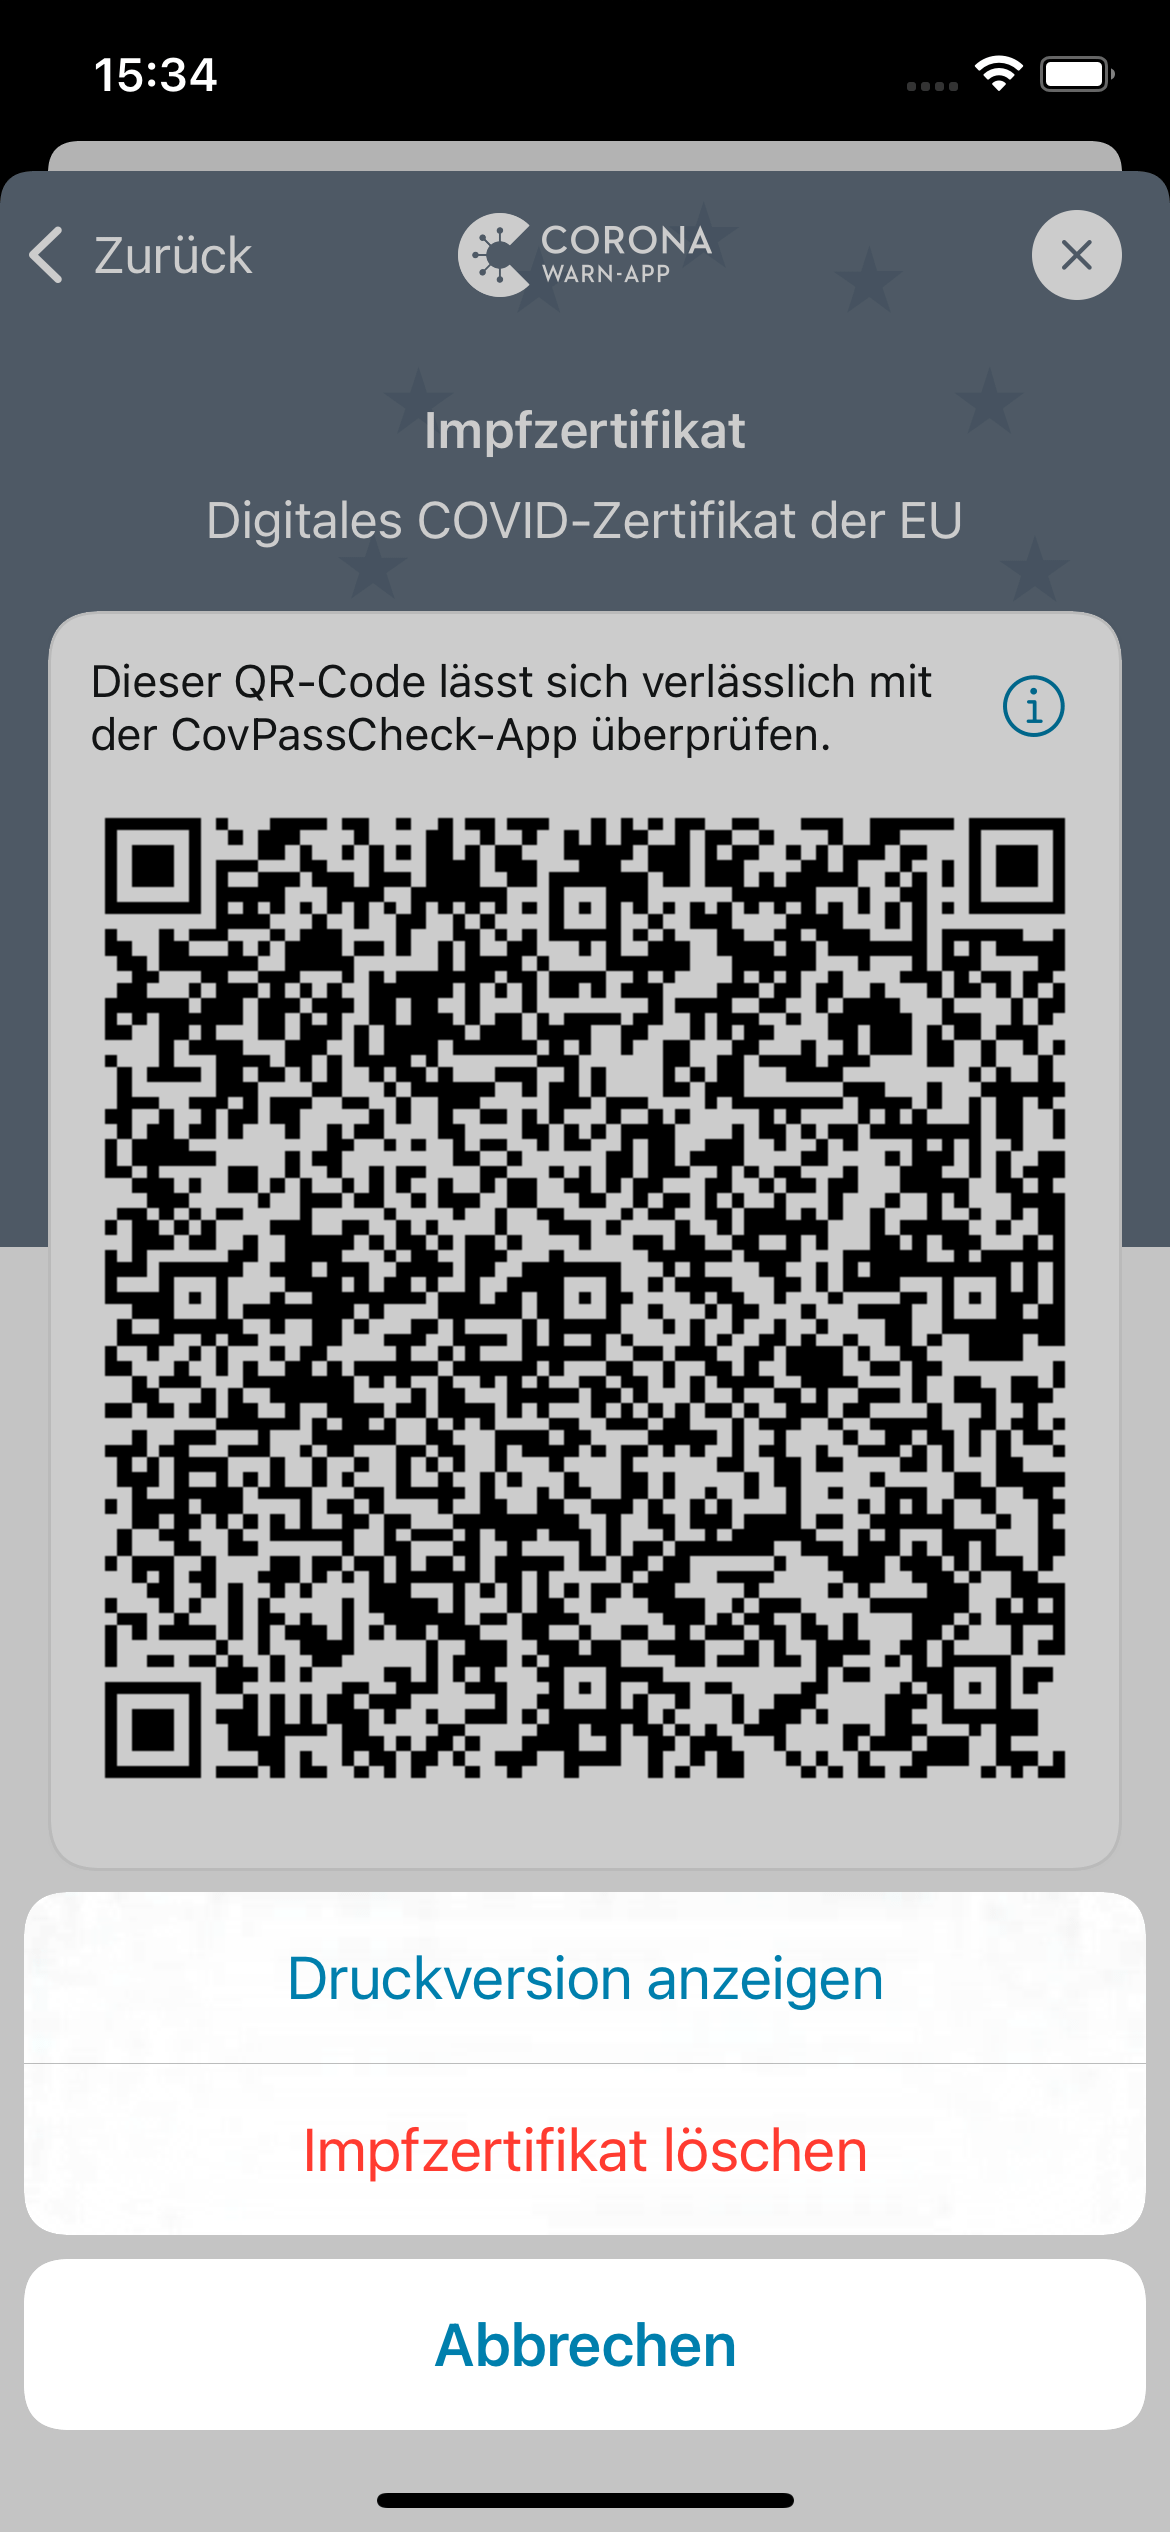 15:34
Zurück
CORONA
WARN-APP
Impfzertifikat
Digitales COVID-Zertifikat der EU
Dieser QR-Code lässt sich verlässlich mit
der CovPassCheck-App überprüfen.
Druckversion anzeigen
Impfzertifikat löschen
Abbrechen